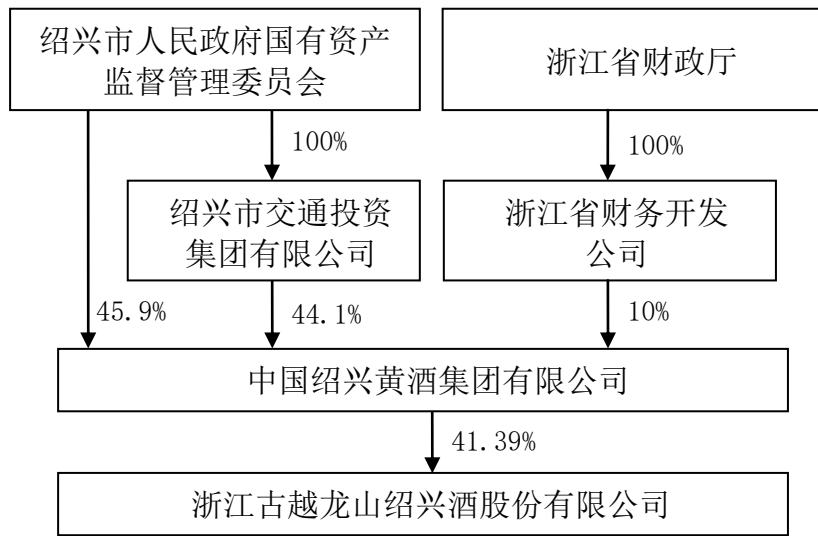 绍兴市人民政府国有资产
监督管理委员会
浙江省财政厅
100%
100%
绍兴市交通投资
集团有限公司
浙江省财务开发
公司
45.9%
44.1%
10%
中国绍兴黄酒集团有限公司
41.39%
浙江古越龙山绍兴酒股份有限公司